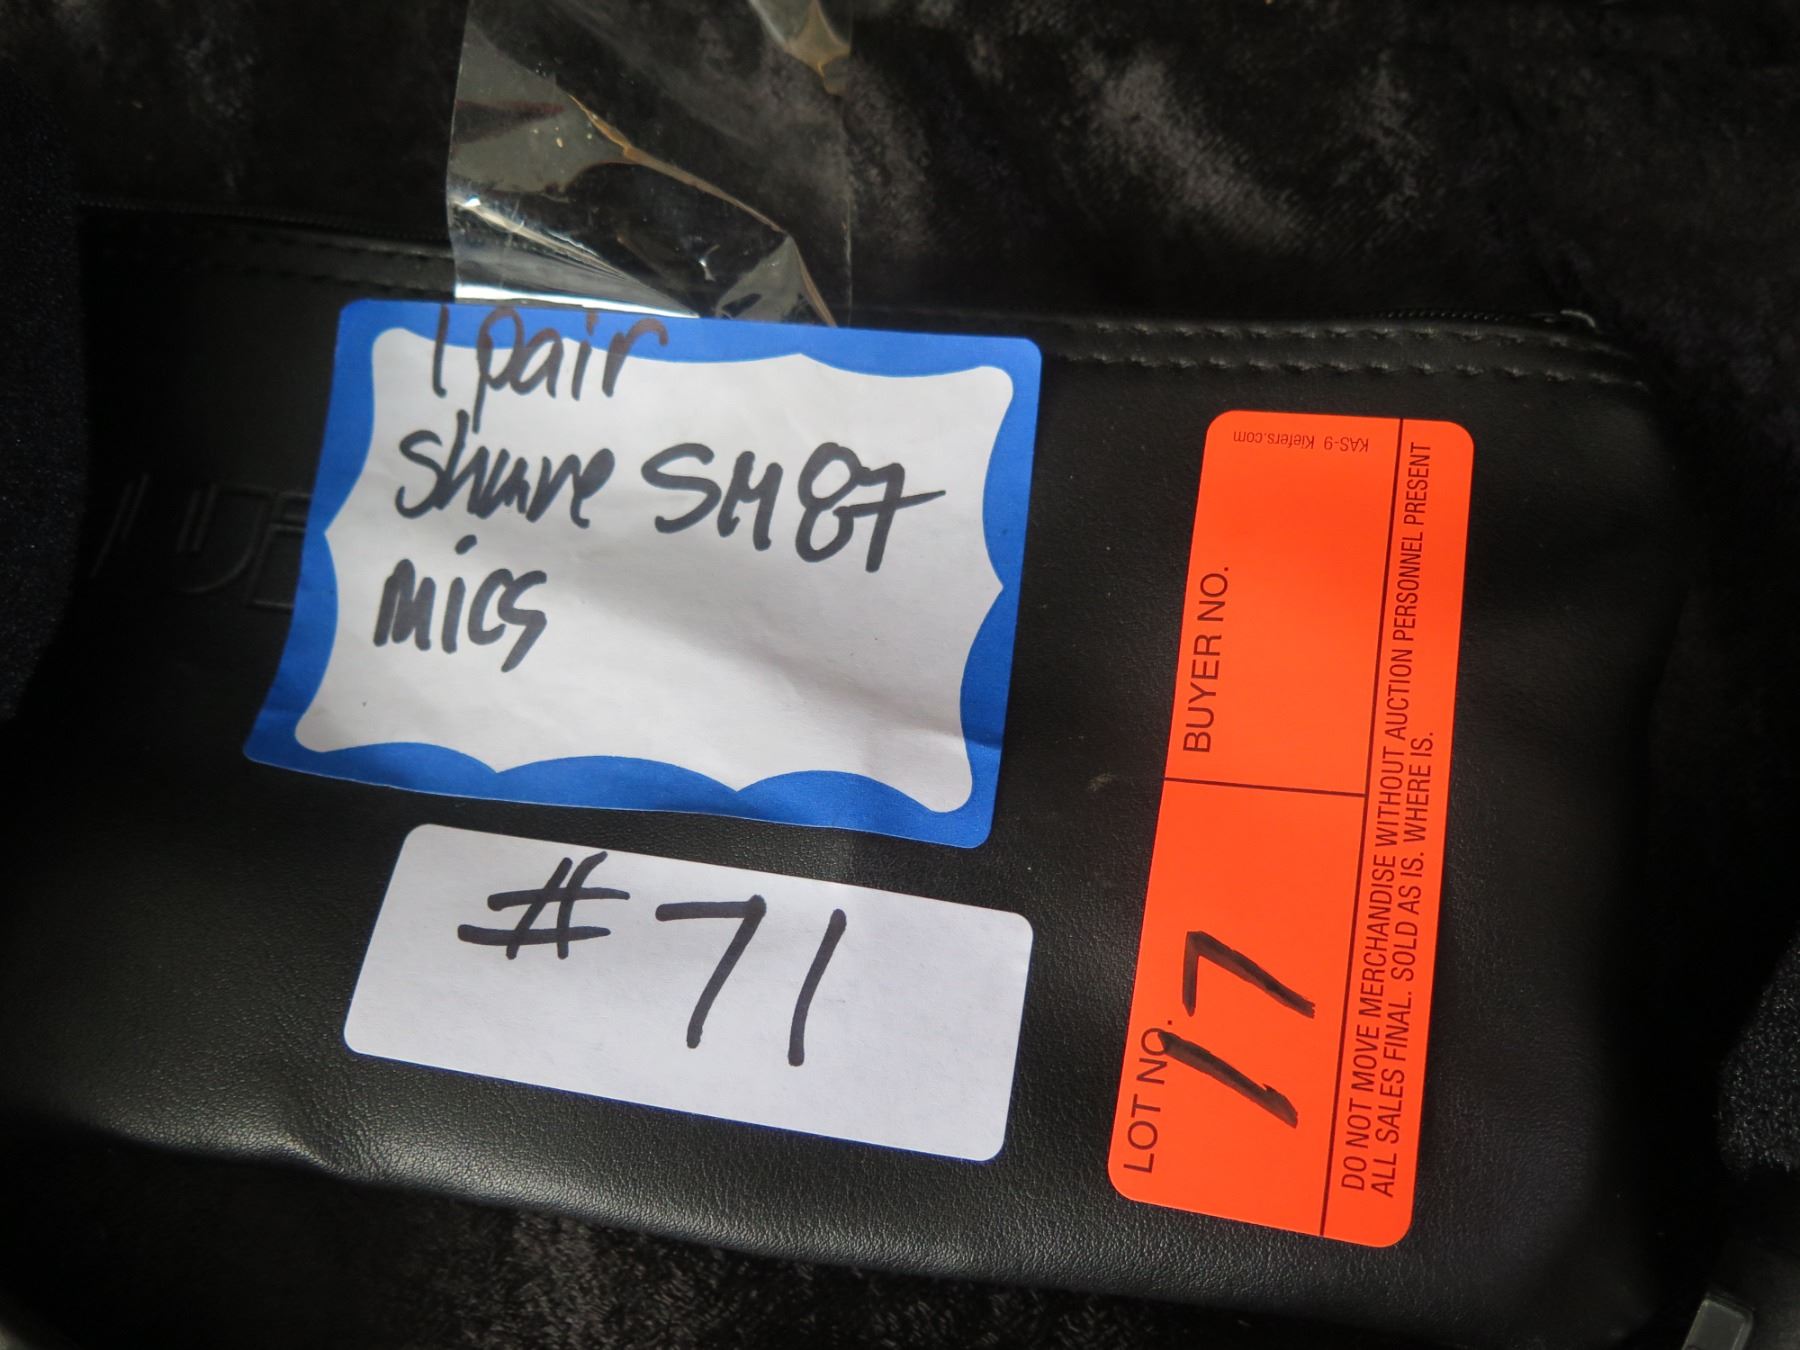 1 pair
shure SM87
mics
#71
KAS-9 Kiefers.com
BUYER NO.
LOT NO. 17
DO NOT MOVE MERCHANDISE WITHOUT AUCTION PERSONNEL PRESENT
ALL SALES FINAL. SOLD AS IS. WHERE IS.